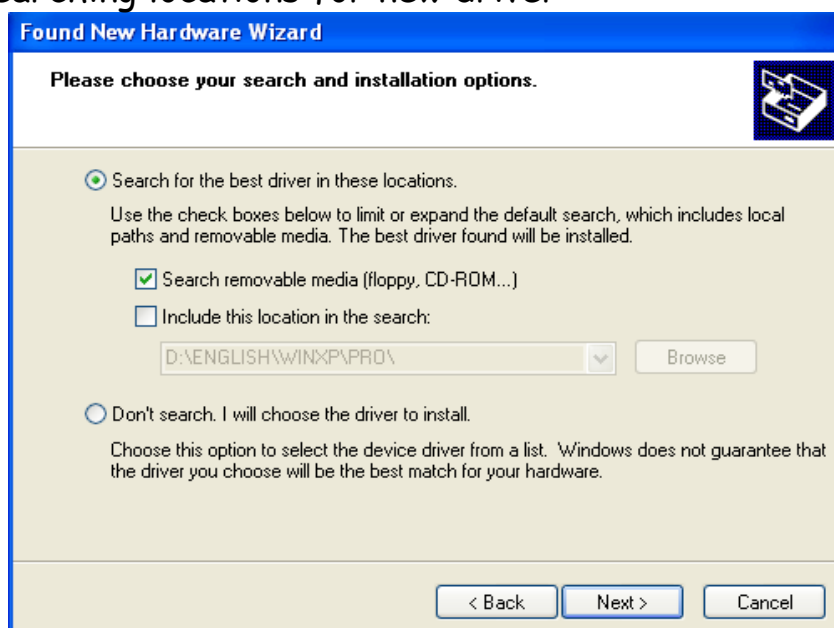 locations for new driver
Found New Hardware Wizard
Please choose your search and installation options.
Search for the best driver in these locations.
Use the check boxes below to limit or expand the default search, which includes local
paths and removable media. The best driver found will be installed.
Search removable media (floppy, CD-ROM...)
Include this location in the search:
D:\ENGLISH\WINXP\PRO\
Browse
Don't search. I will choose the driver to install.
Choose this option to select the device driver from a list. Windows does not guarantee that
the driver you choose will be the best match for your hardware.
< Back Next > Cancel